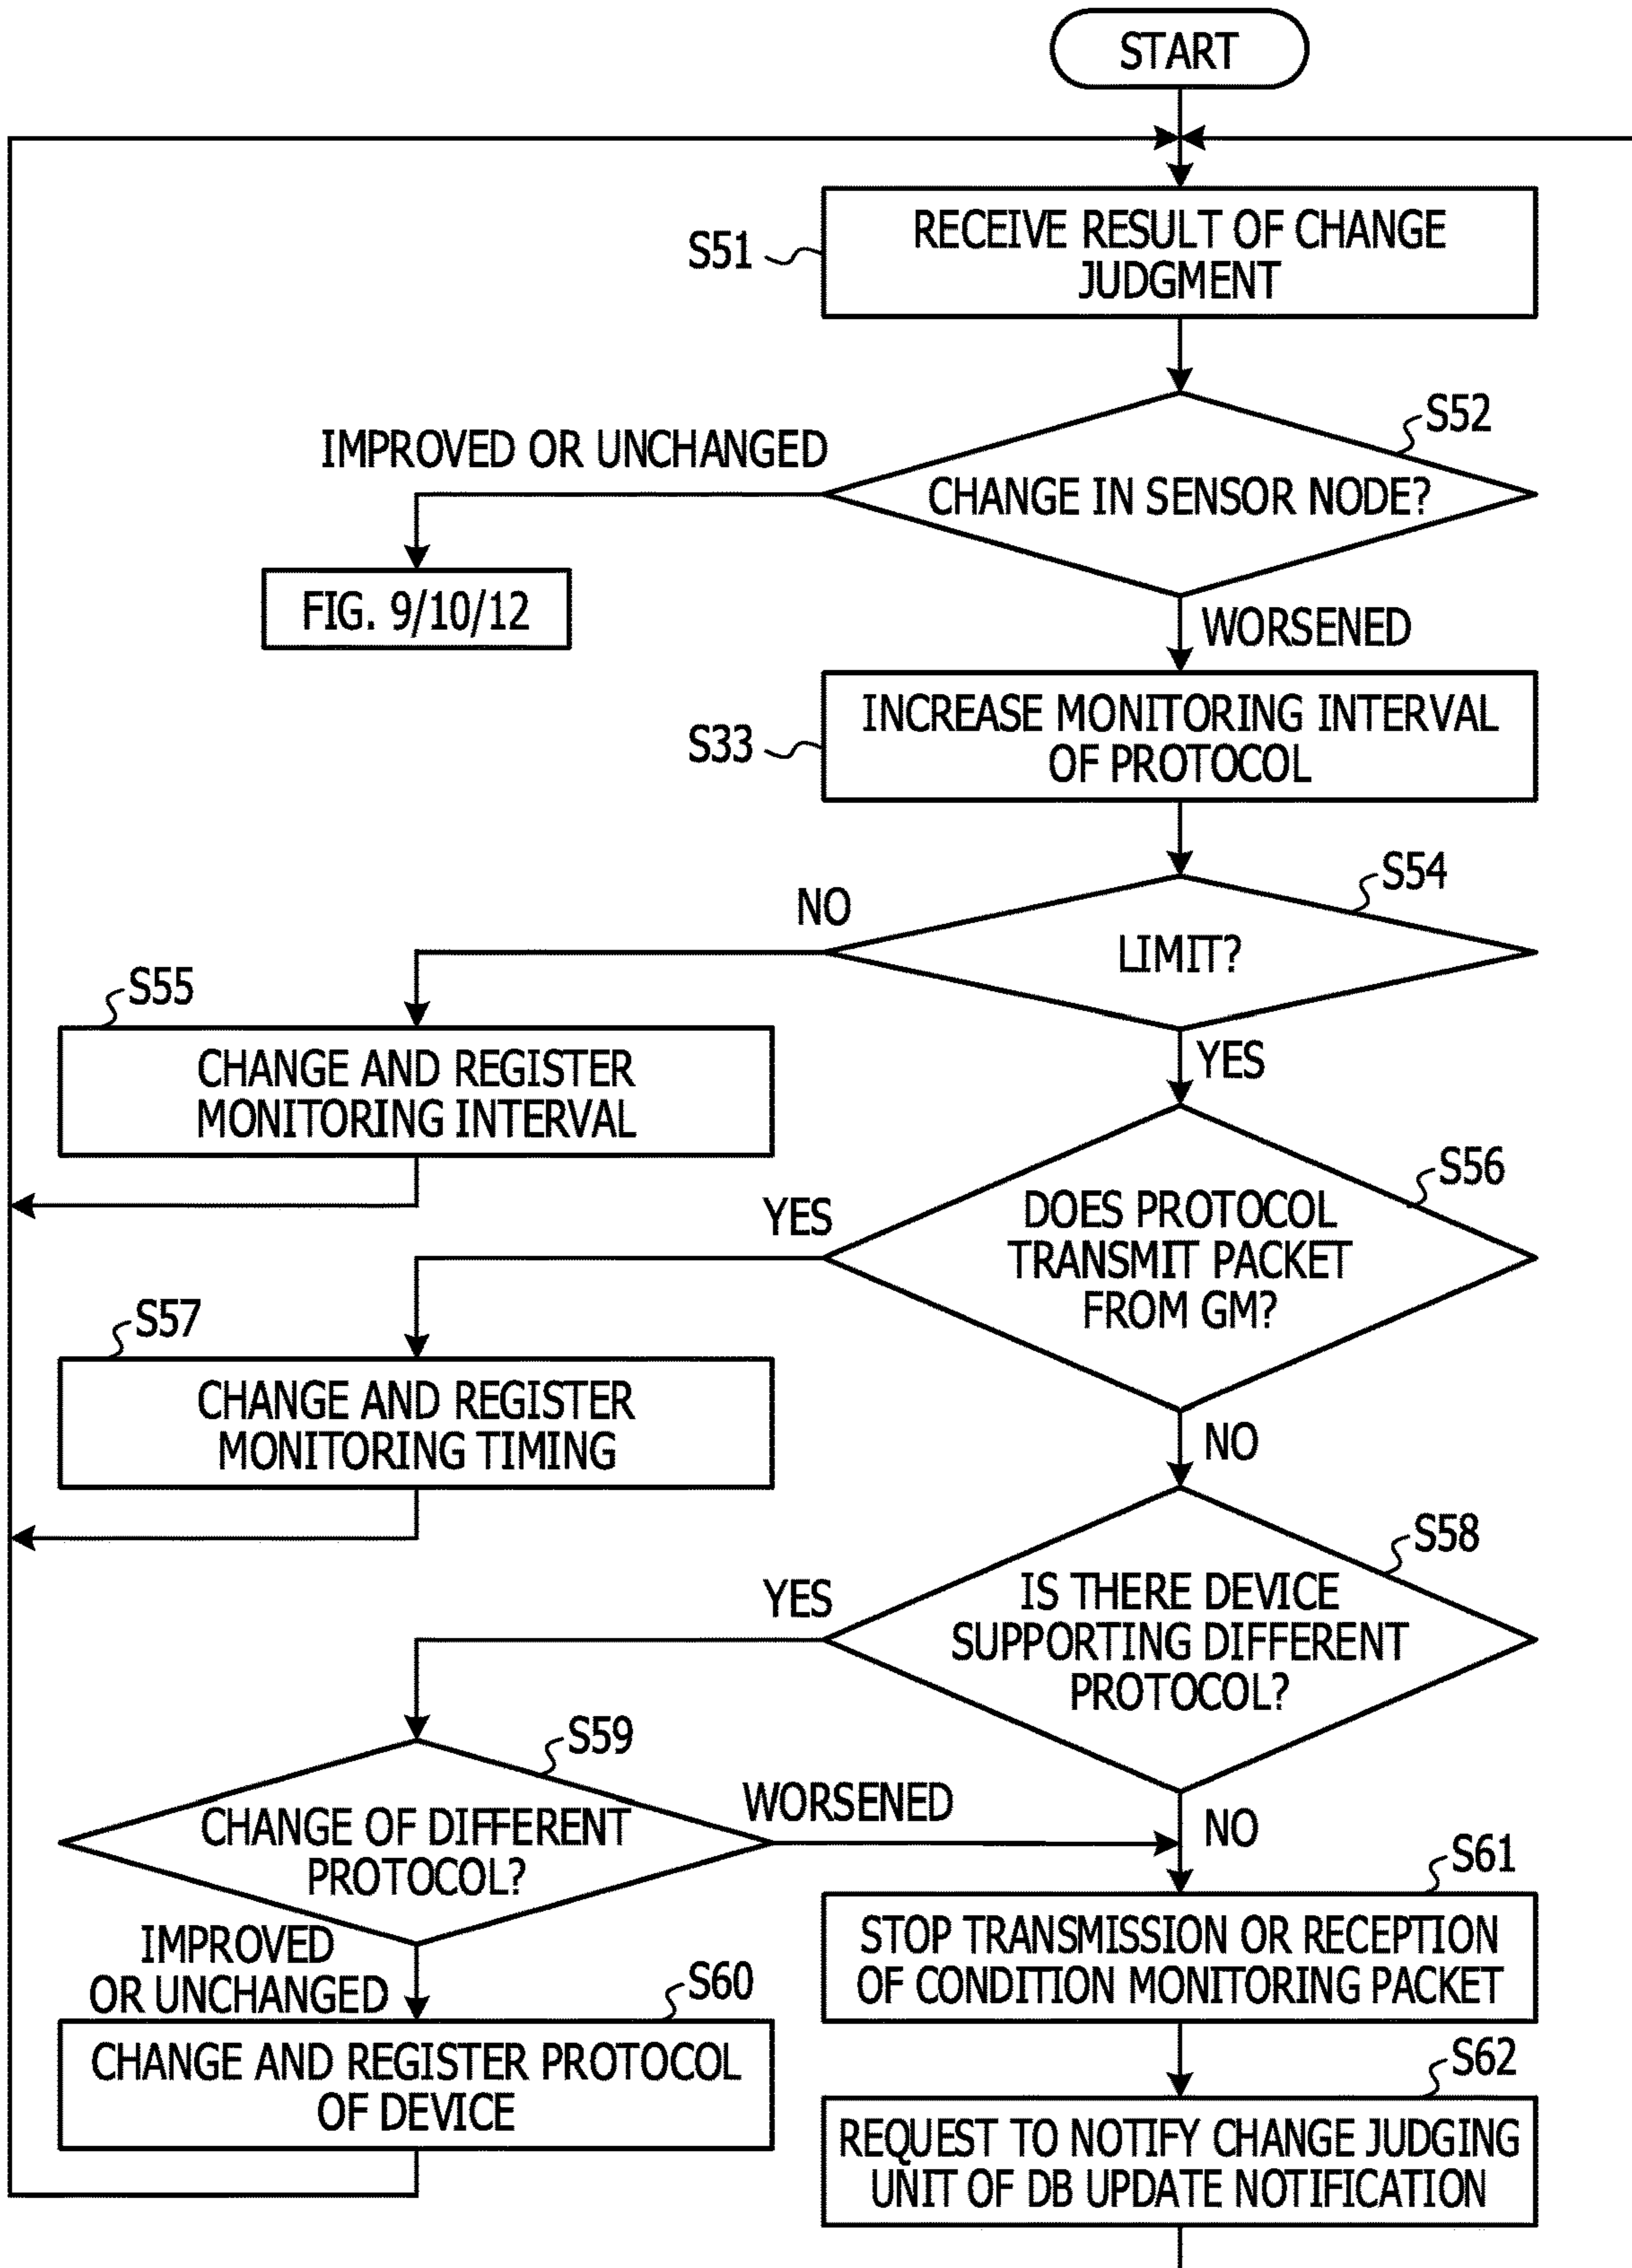 START
S51
RECEIVE RESULT OF CHANGE
JUDGMENT
S52
IMPROVED OR UNCHANGED
CHANGE IN SENSOR NODE?
FIG. 9/10/12
WORSENED
S33
INCREASE MONITORING INTERVAL
OF PROTOCOL
S54
NO
LIMIT?
S55
CHANGE AND REGISTER
MONITORING INTERVAL
YES
S56
YES
DOES PROTOCOL
TRANSMIT PACKET
FROM GM?
S57
CHANGE AND REGISTER
MONITORING TIMING
NO
S58
YES
IS THERE DEVICE
SUPPORTING DIFFERENT
PROTOCOL?
S59
WORSENED
CHANGE OF DIFFERENT
PROTOCOL?
NO
S61
IMPROVED
OR UNCHANGED
STOP TRANSMISSION OR RECEPTION
OF CONDITION MONITORING PACKET
S60
CHANGE AND REGISTER PROTOCOL
OF DEVICE
S62
REQUEST TO NOTIFY CHANGE JUDGING
UNIT OF DB UPDATE NOTIFICATION